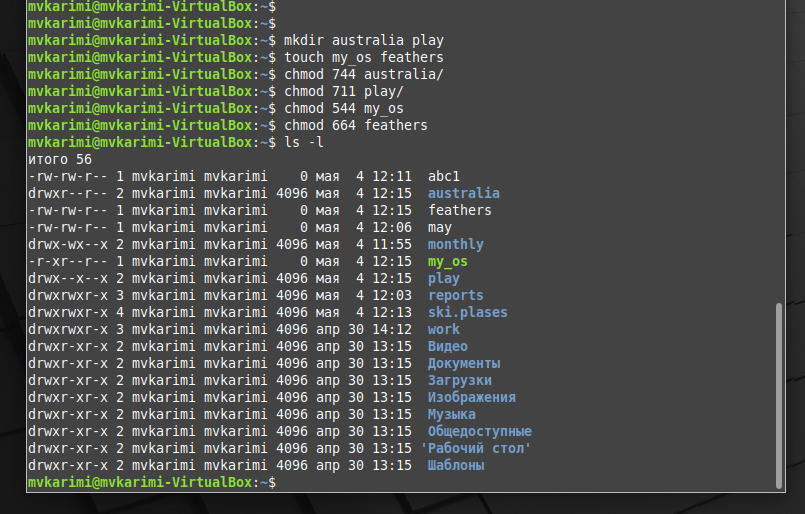 mvkarimi@mvkarimi-VirtualBox:~$
mvkarimi@mvkarimi-VirtualBox:~$
mvkarimi@mvkarimi-VirtualBox:~$ mkdir australia play
mvkarimi@mvkarimi-VirtualBox:~$ touch my_os feathers
mvkarimi@mvkarimi-VirtualBox:~$ chmod 744 australia/
mvkarimi@mvkarimi-VirtualBox:~$ chmod 711 play/
mvkarimi@mvkarimi-VirtualBox:~$ chmod 544 my_os
mvkarimi@mvkarimi-VirtualBox:~$ chmod 664 feathers
mvkarimi@mvkarimi-VirtualBox:~$ ls -l
итого 56
-rw-rw-r-- 1 mvkarimi mvkarimi    0 мая  4 12:11  abc1
drwxr--r-- 2 mvkarimi mvkarimi 4096 мая  4 12:15  australia
-rw-rw-r-- 1 mvkarimi mvkarimi    0 мая  4 12:15  feathers
-rw-rw-r-- 1 mvkarimi mvkarimi    0 мая  4 12:06  may
drwx-wx--x 2 mvkarimi mvkarimi 4096 мая  4 11:55  monthly
-r-xr--r-- 1 mvkarimi mvkarimi    0 мая  4 12:15  my_os
drwx--x--x 2 mvkarimi mvkarimi 4096 мая  4 12:15  play
drwxrwxr-x 3 mvkarimi mvkarimi 4096 мая  4 12:03  reports
drwxrwxr-x 4 mvkarimi mvkarimi 4096 мая  4 12:13  ski.plases
drwxrwxr-x 3 mvkarimi mvkarimi 4096 апр 30 14:12  work
drwxr-xr-x 2 mvkarimi mvkarimi 4096 апр 30 13:15  Видео
drwxr-xr-x 2 mvkarimi mvkarimi 4096 апр 30 13:15  Документы
drwxr-xr-x 2 mvkarimi mvkarimi 4096 апр 30 13:15  Загрузки
drwxr-xr-x 2 mvkarimi mvkarimi 4096 апр 30 13:15  Изображения
drwxr-xr-x 2 mvkarimi mvkarimi 4096 апр 30 13:15  Музыка
drwxr-xr-x 2 mvkarimi mvkarimi 4096 апр 30 13:15  Общедоступные
drwxr-xr-x 2 mvkarimi mvkarimi 4096 апр 30 13:15 'Рабочий стол'
drwxr-xr-x 2 mvkarimi mvkarimi 4096 апр 30 13:15  Шаблоны
mvkarimi@mvkarimi-VirtualBox:~$